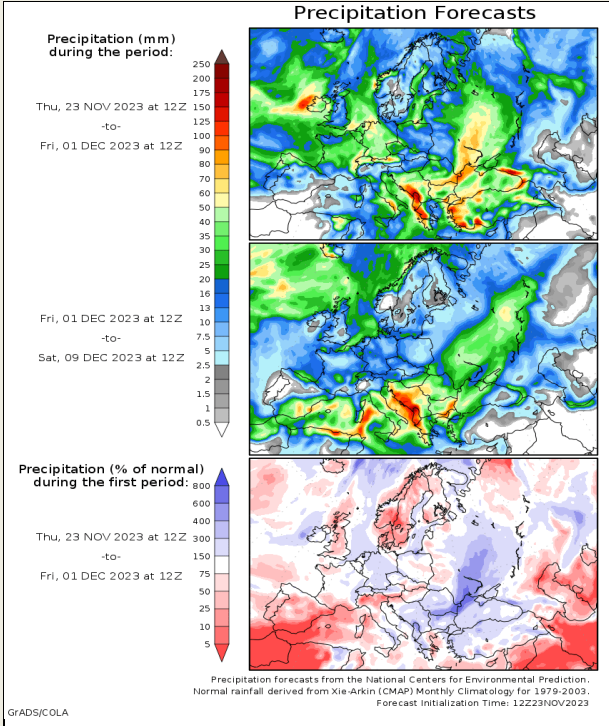 Precipitation Forecasts
Precipitation (mm)
during the period:
Thu, 23 NOV 2023 at 12Z
-to-
Fri, 01 DEC 2023 at 12Z
250
200
175
150
125
100
90
80
70
60
50
40
35
30
25
20
16
13
10
7.5
5
2.5
2
1.5
1
0.5
Fri, 01 DEC 2023 at 12Z
-to-
Sat, 09 DEC 2023 at 12Z
Precipitation (% of normal)
during the first period:
Thu, 23 NOV 2023 at 12Z
-to-
Fri, 01 DEC 2023 at 12Z
800
600
400
300
150
75
50
25
10
5
Precipitation forecasts from the National Centers for Environmental Prediction.
Normal rainfall derived from Xie-Arkin (CMAP) Monthly Climatology for 1979-2003.
Forecast Initialization Time: 12Z23NOV2023
GrADS/COLA